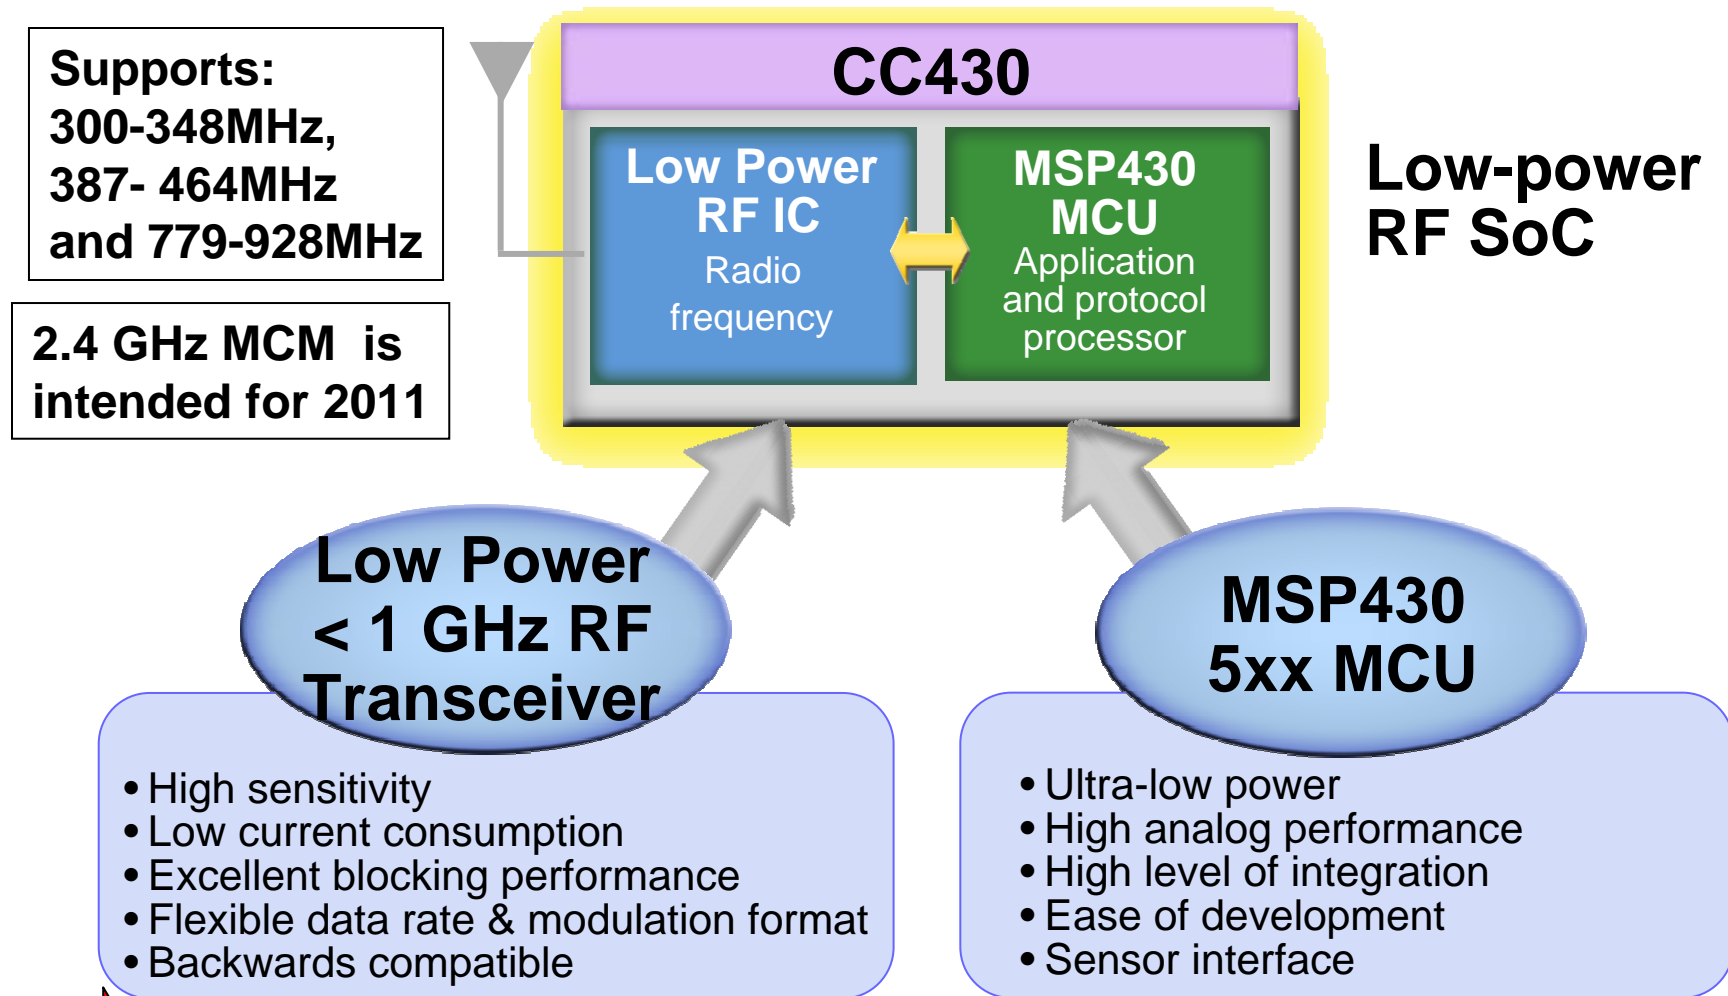 Supports:
300-348MHz,
387- 464MHz
and 779-928MHz
2.4 GHz MCM is
intended for 2011
CC430
Low Power
RF IC
Radio
frequency
MSP430
MCU
Application
and protocol
processor
Low-power
RF SoC
Low Power
< 1 GHz RF
Transceiver
• High sensitivity
• Low current consumption
• Excellent blocking performance
• Flexible data rate & modulation format
• Backwards compatible
MSP430
5xx MCU
• Ultra-low power
• High analog performance
• High level of integration
• Ease of development
• Sensor interface